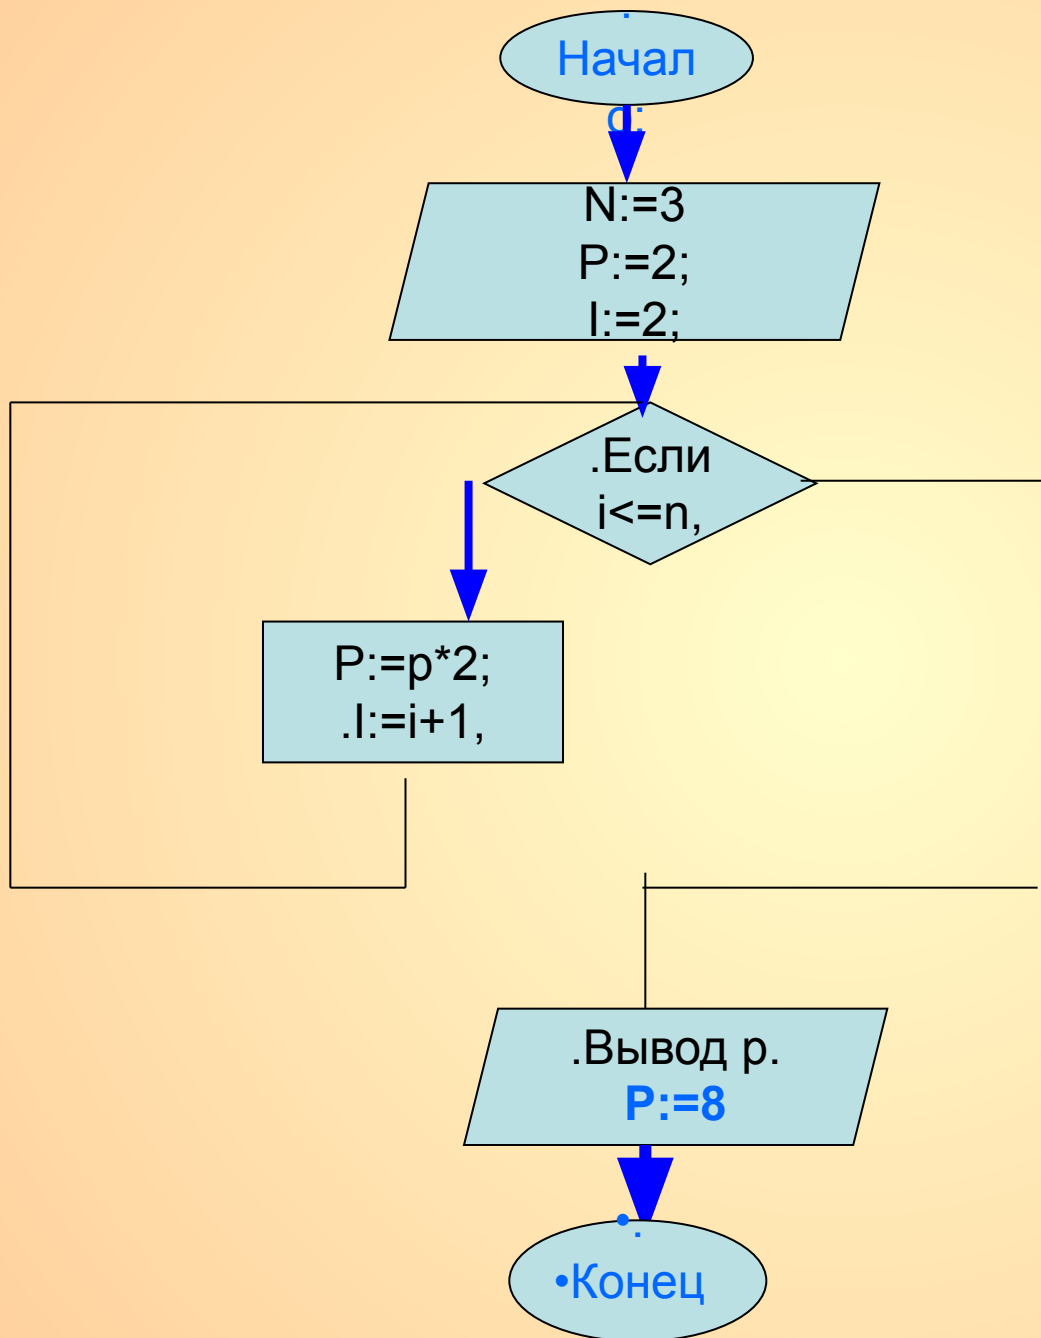 .
Начал
о:
N:=3
P:=2;
I:=2;
.Если
i<=n,
P:=p*2;
.I:=i+1,
.Вывод p.
P:=8
•.
•Конец